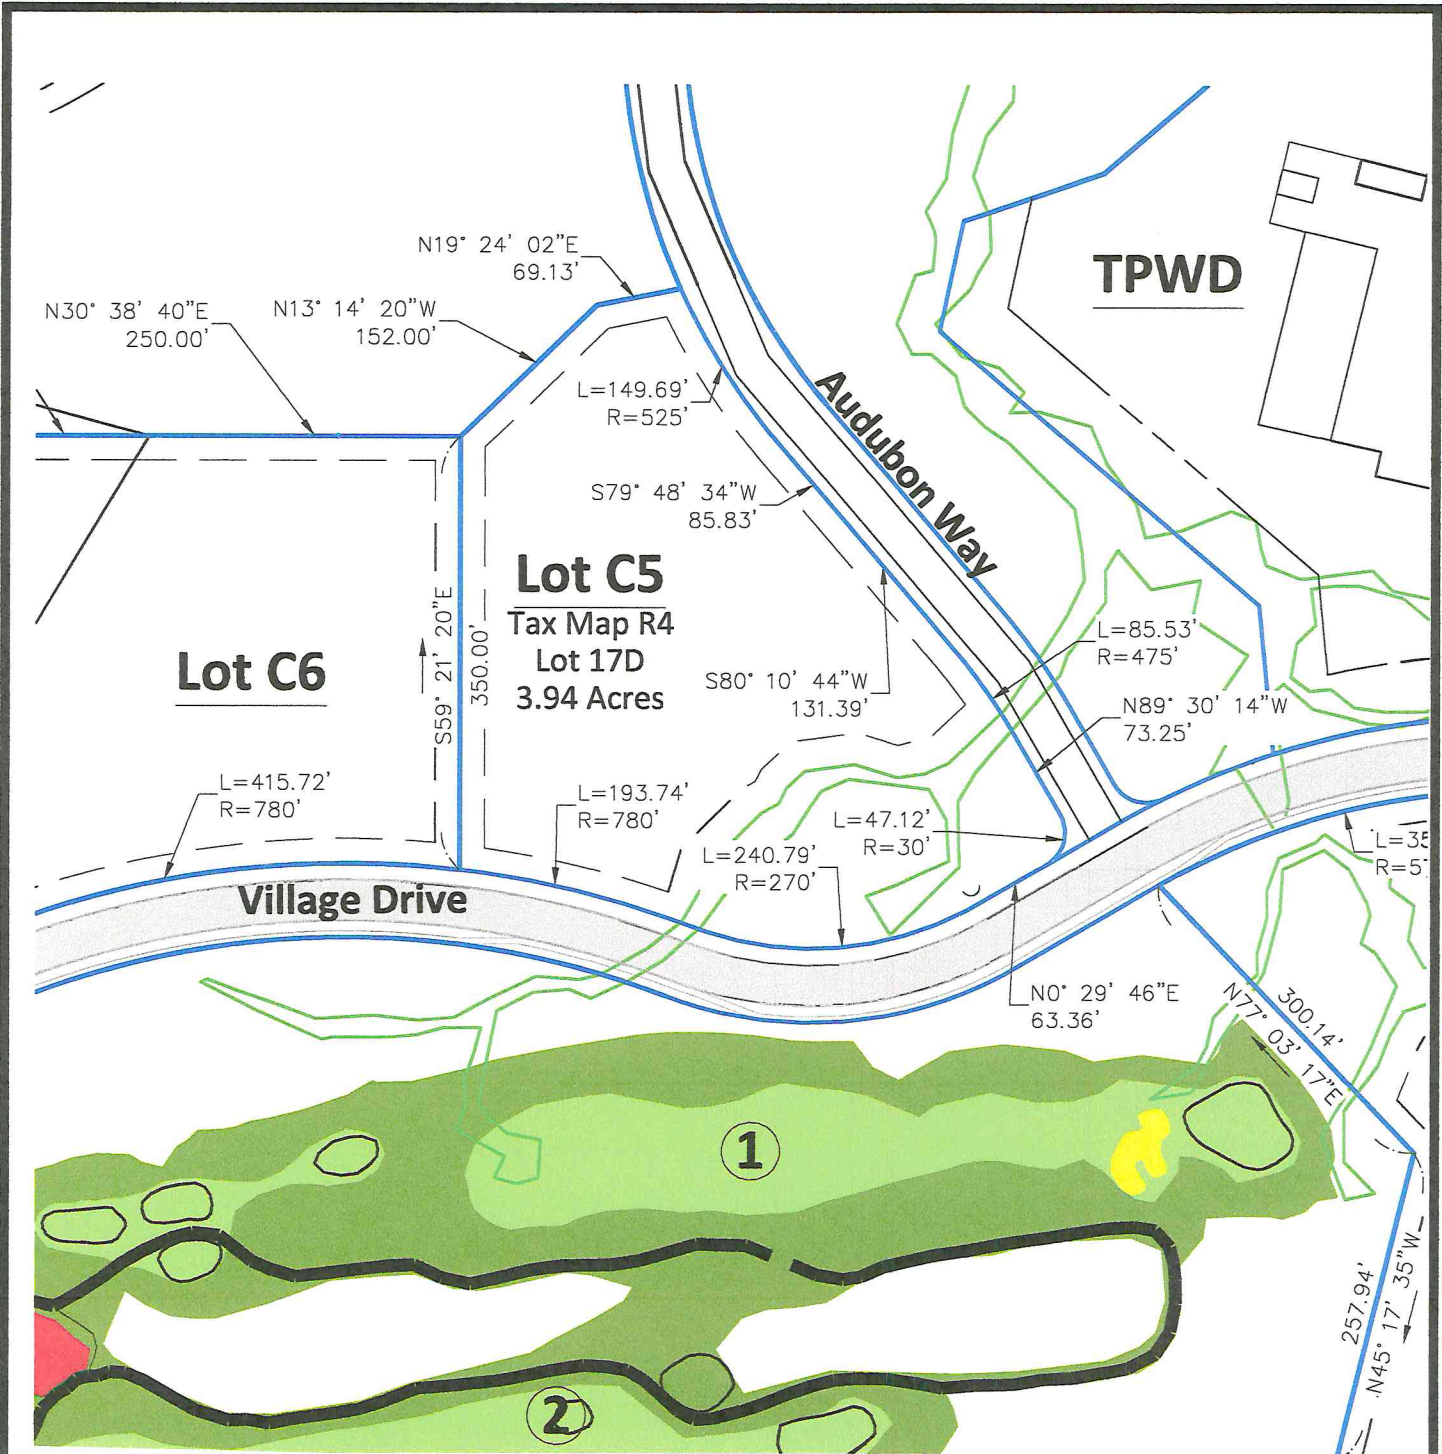 N19° 24' 02"E
69.13'
N30° 38' 40"E
250.00'
N13° 14' 20"W
152.00'
TPWD
L=149.69'
R=525'
Audubon Way
S79° 48' 34"W
85.83'
Lot C5
Tax Map R4
Lot 17D
3.94 Acres
Lot C6
S59° 21' 20"E
350.00'
S80° 10' 44"W
131.39'
L=85.53'
R=475'
N89° 30' 14"W
73.25'
L=415.72'
R=780'
L=193.74'
R=780'
L=47.12'
R=30'
L=240.79'
R=270'
L=35
R=5
Village Drive
N0° 29' 46"E
63.36'
300.14'
N77° 03' 17"E
1
257.94'
N45° 17' 35"W
2